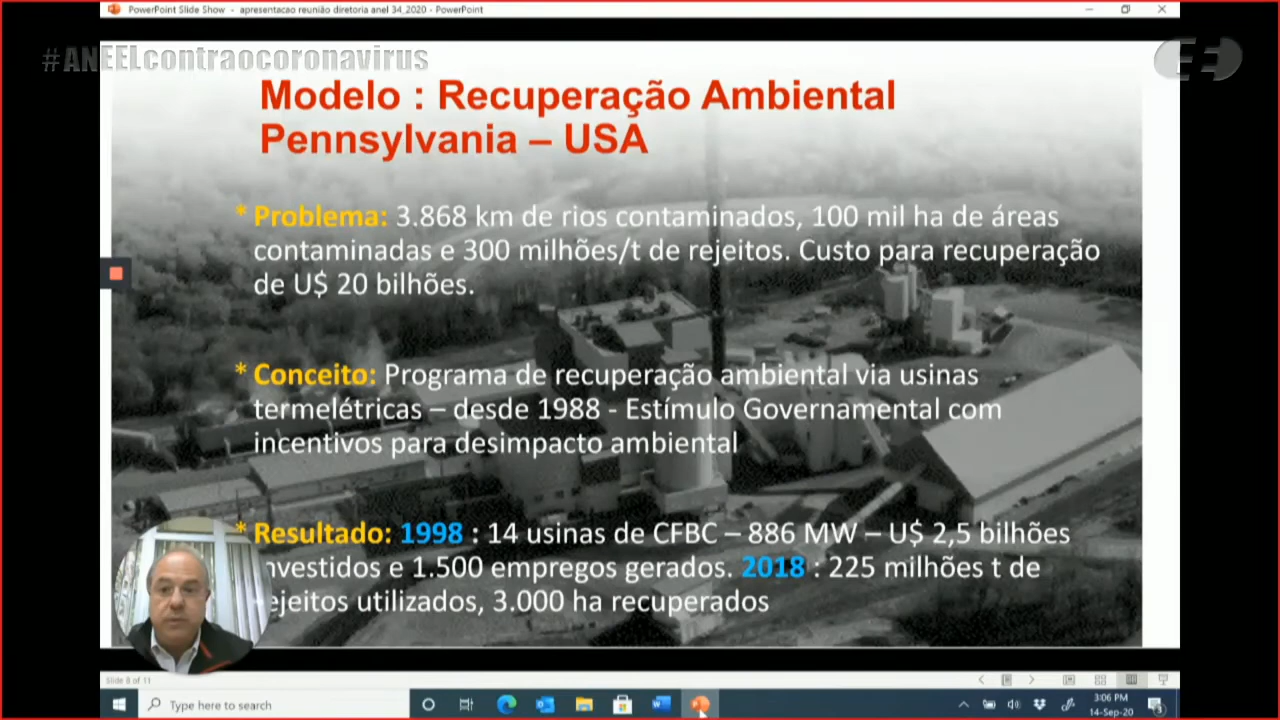 PowerPoint Slide Show - apresentacao reunião diretoria anel 34_2020 - PowerPoint
#ANEELcontraocoronavirus
Modelo : Recuperação Ambiental
Pennsylvania – USA
* Problema: 3.868 km de rios contaminados, 100 mil ha de áreas
contaminadas e 300 milhões/t de rejeitos. Custo para recuperação
de U$ 20 bilhões.
* Conceito: Programa de recuperação ambiental via usinas
termelétricas – desde 1988 - Estímulo Governamental com
incentivos para desimpacto ambiental
* Resultado: 1998 : 14 usinas de CFBC – 886 MW – U$ 2,5 bilhões
nvestidos e 1.500 empregos gerados. 2018 : 225 milhões t de
ejeitos utilizados, 3.000 ha recuperados
Slide 8 of 11
Type here to search
3:06 PM
14-Sep-20
3